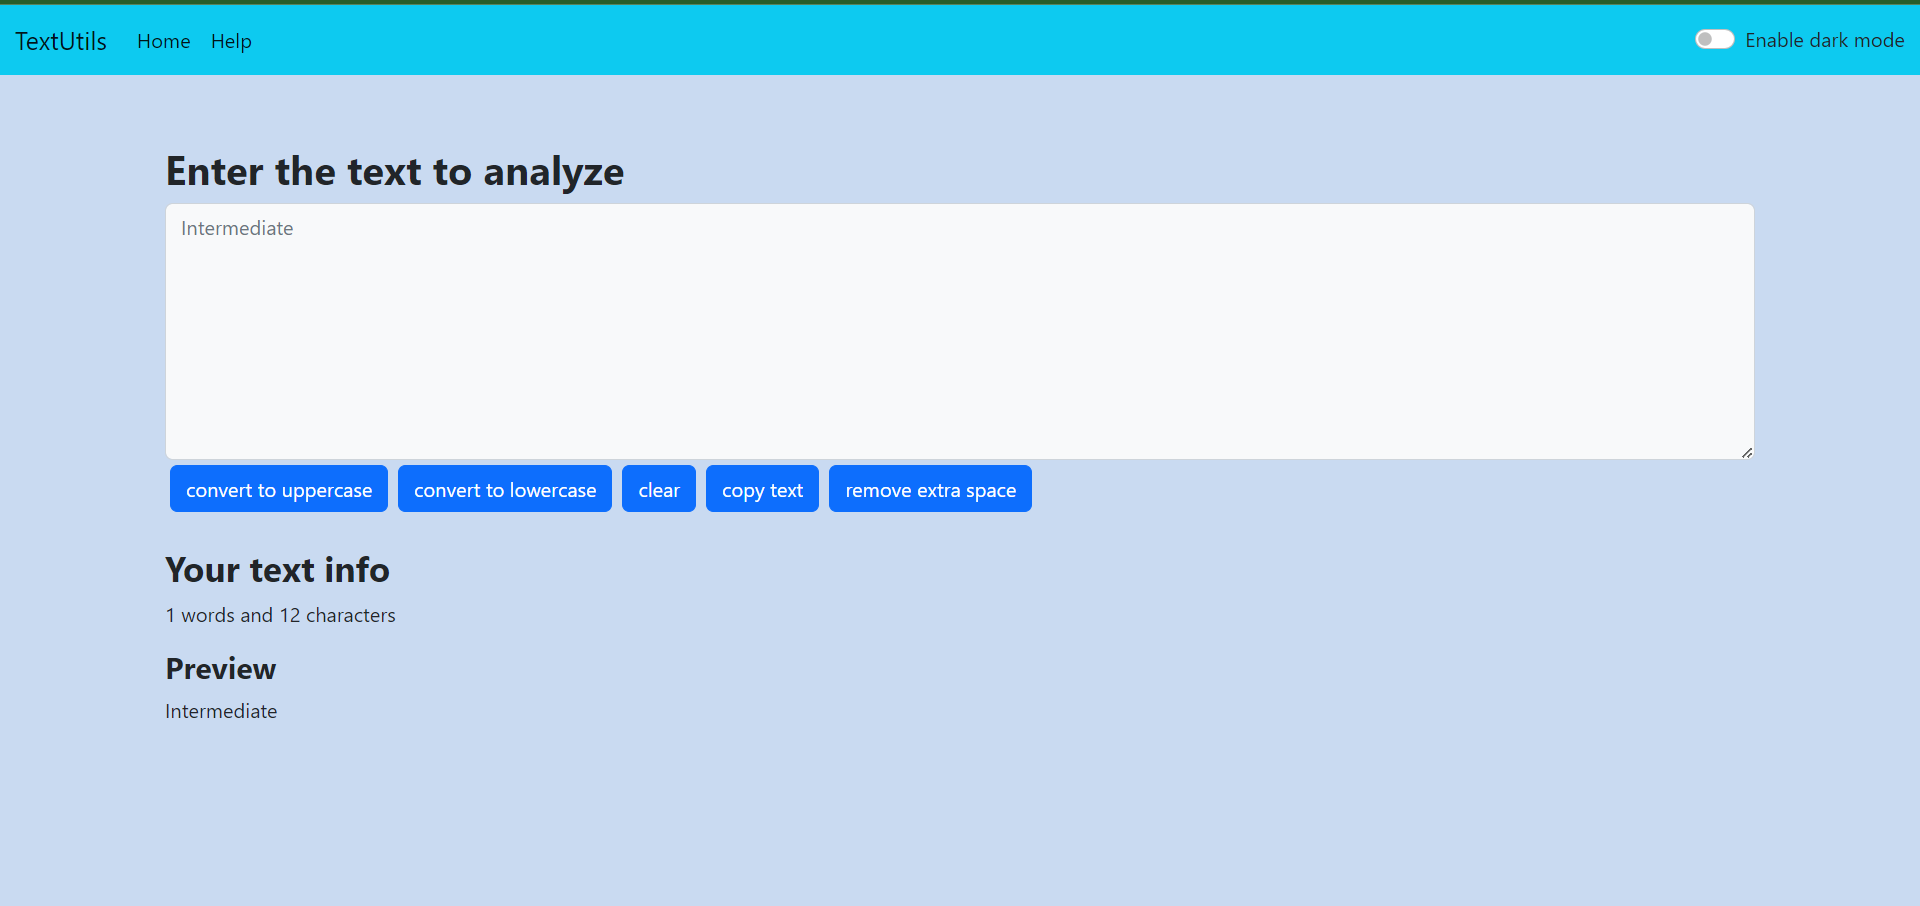 TextUtils Home Help Enable dark mode
Enter the text to analyze
Intermediate
convert to uppercase convert to lowercase clear copy text remove extra space
Your text info
1 words and 12 characters
Preview
Intermediate